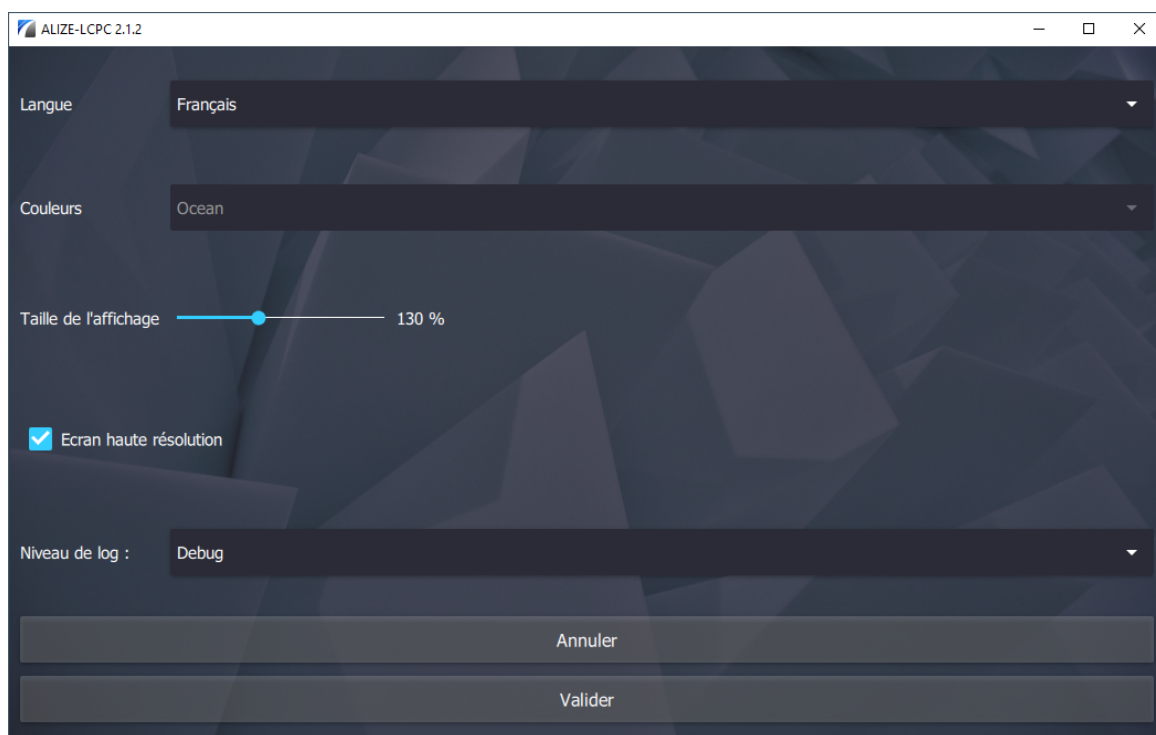 ALIZE-LCPC 2.1.2
Langue Français
Couleurs Ocean
Taille de l'affichage 130 %
Ecran haute résolution
Niveau de log : Debug
Annuler
Valider